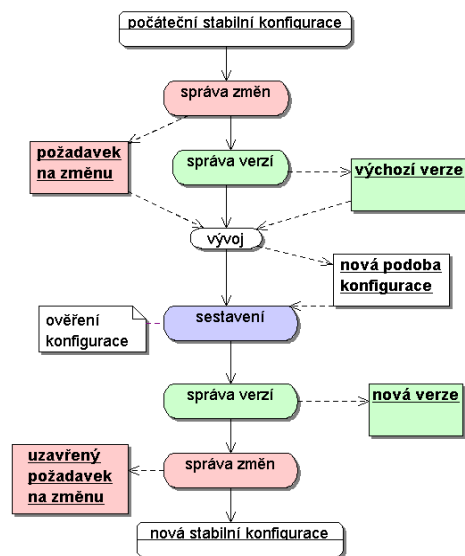 počáteční stabilní konfigurace
správa změn
požadavek
na změnu
správa verzí
výchozí verze
vývoj
nová podoba
konfigurace
ověření
konfigurace
sestavení
správa verzí
nová verze
uzavřený
požadavek
na změnu
správa změn
nová stabilní konfigurace